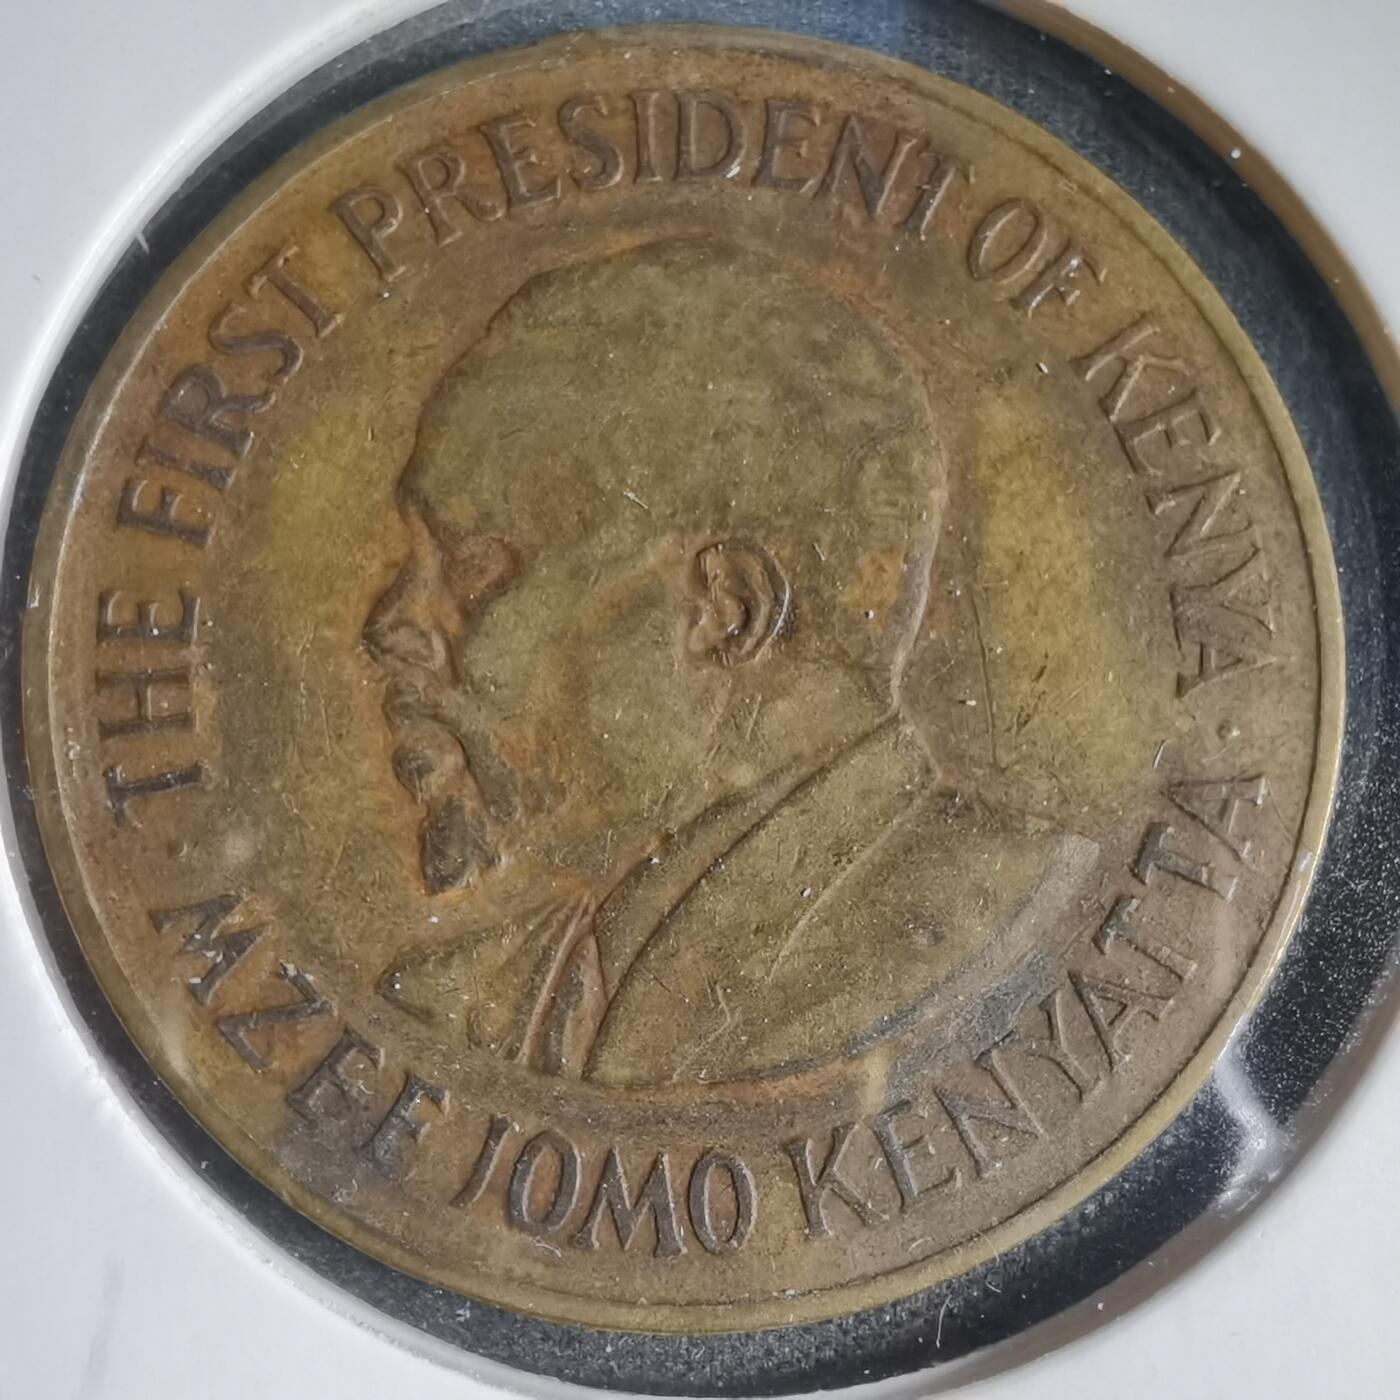 THE FIRST PRESIDENT OF KENYA
MZEE JOMO KENYATTA